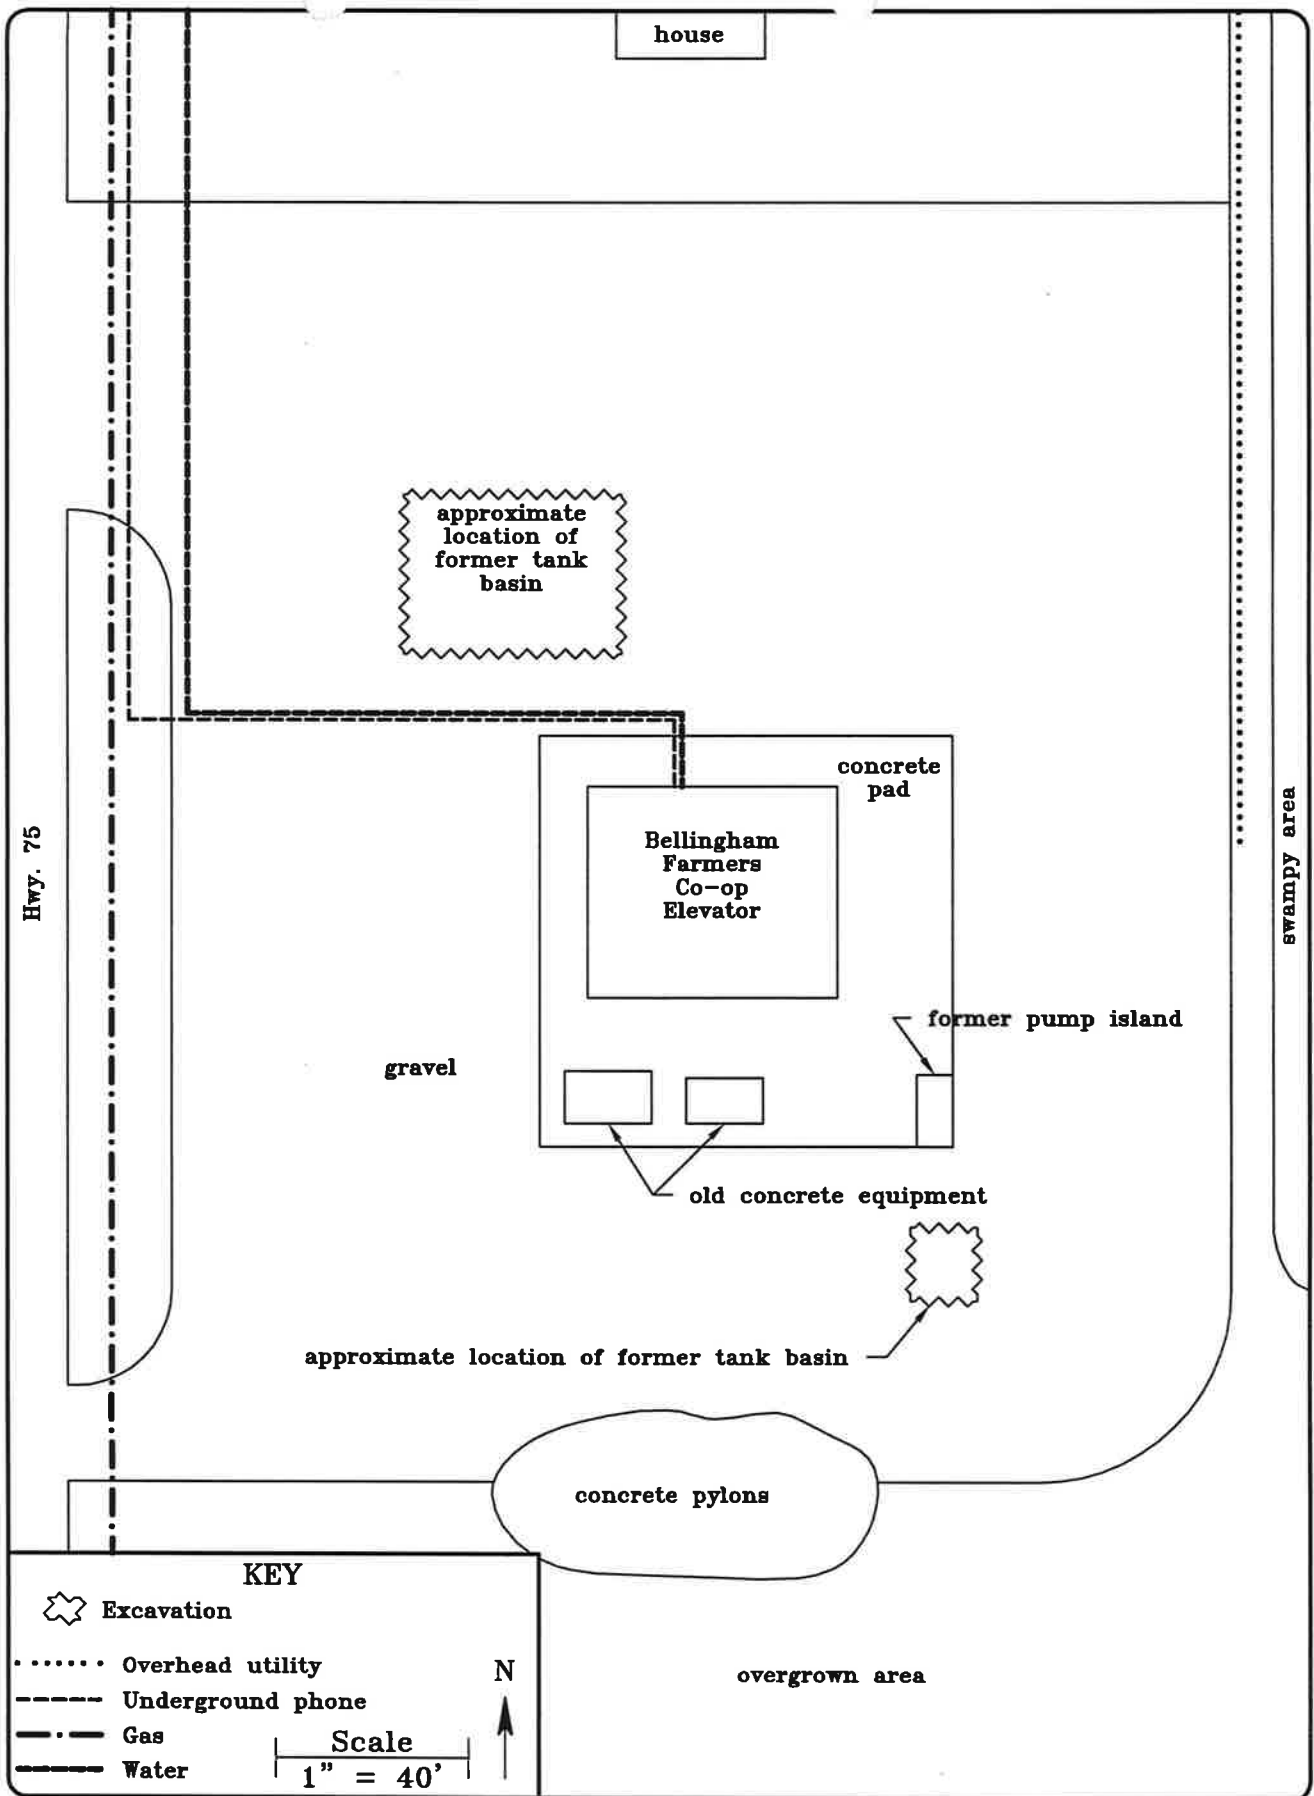 house
approximate
location of
former tank
basin
concrete
pad
Bellingham
Farmers
Co-op
Elevator
Hwy. 75
swampy area
former pump island
gravel
old concrete equipment
approximate location of former tank basin
concrete pylons
KEY
Excavation
Overhead utility
Underground phone
Gas
Water
Scale
1" = 40'
N
overgrown area